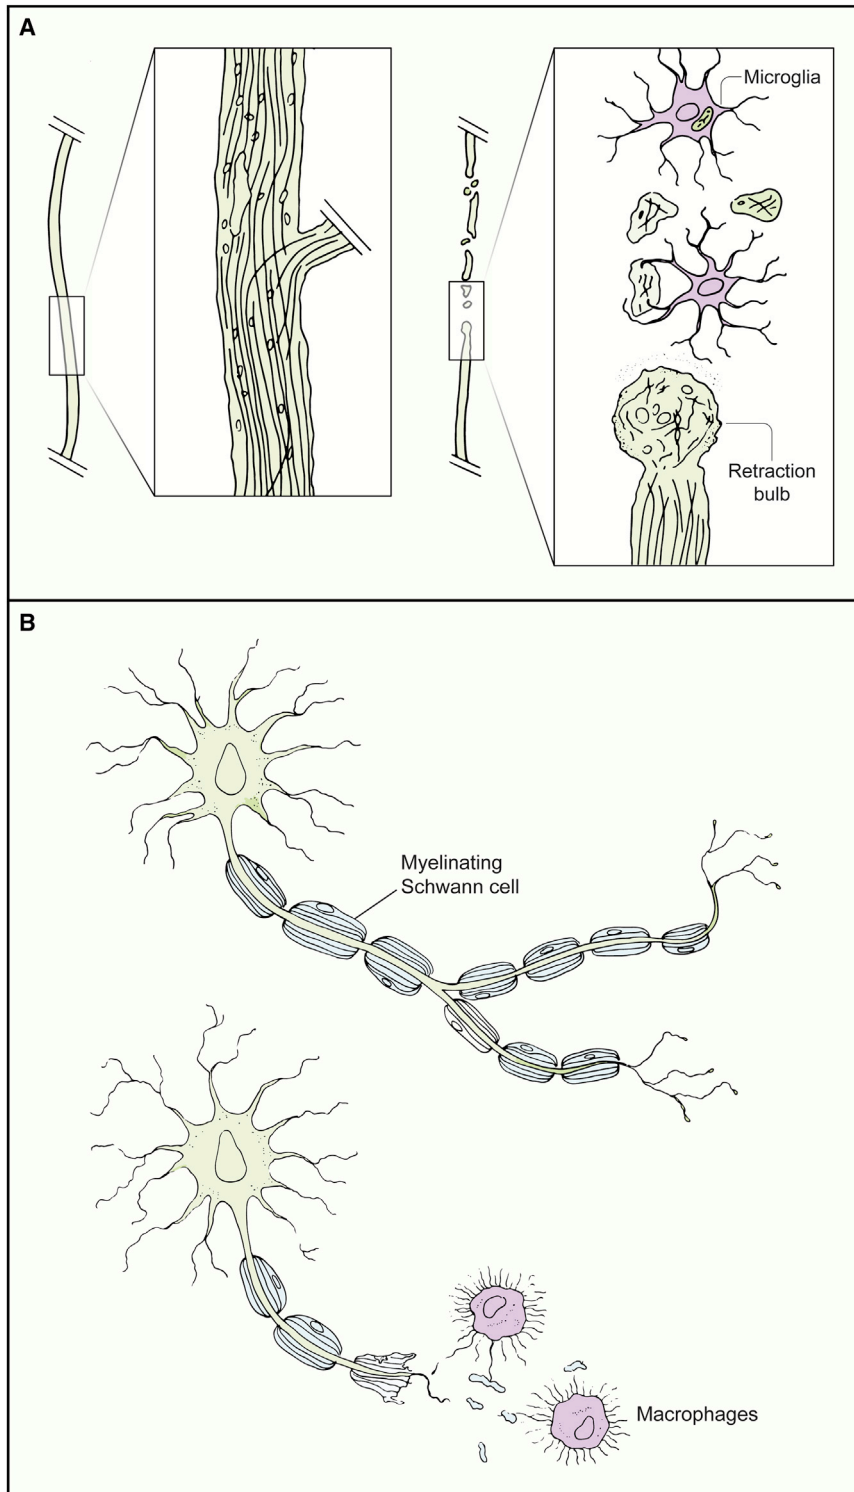 A
Microglia
Retraction
bulb
B
Myelinating
Schwann cell
Macrophages